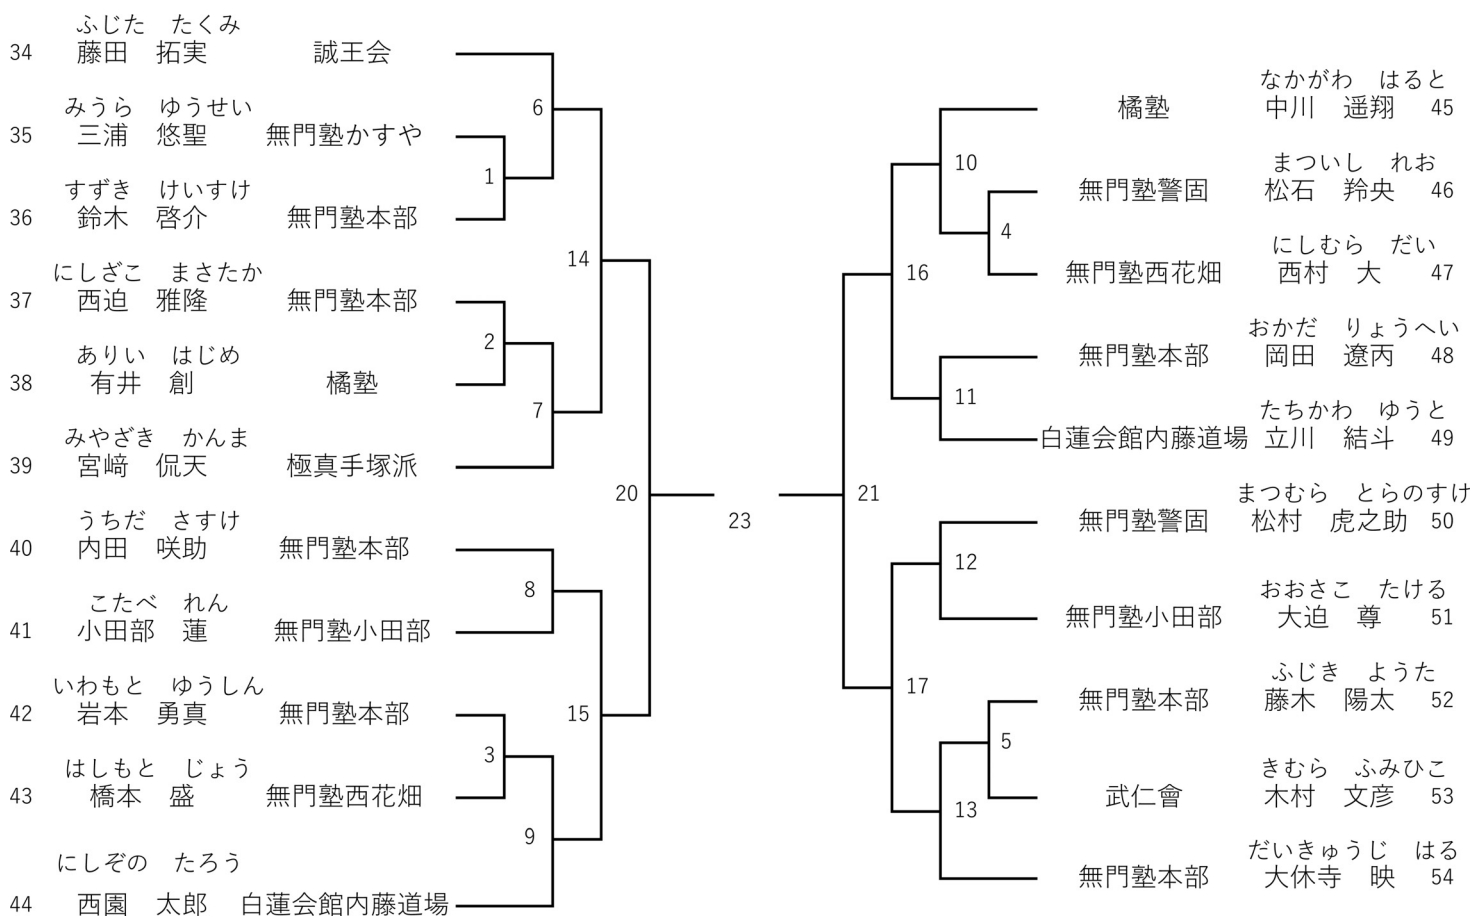 ふじた　たくみ
34　藤田　拓実　誠王会
みうら　ゆうせい
35　三浦　悠聖　無門塾かすや
すずき　けいすけ
36　鈴木　啓介　無門塾本部
にしざこ　まさたか
37　西迫　雅隆　無門塾本部
ありい　はじめ
38　有井　創　橘塾
みやざき　かんま
39　宮﨑　侃天　極真手塚派
うちだ　さすけ
40　内田　咲助　無門塾本部
こたべ　れん
41　小田部　蓮　無門塾小田部
いわもと　ゆうしん
42　岩本　勇真　無門塾本部
はしもと　じょう
43　橋本　盛　無門塾西花畑
にしぞの　たろう
44　西園　太郎　白蓮会館内藤道場
6
1
14
2
7
20
8
15
3
9
23
21
10
4
16
11
12
17
5
13
なかがわ　はると
橘塾　中川　遥翔　45
まついし　れお
無門塾警固　松石　羚央　46
にしむら　だい
無門塾西花畑　西村　大　47
おかだ　りょうへい
無門塾本部　岡田　遼丙　48
たちかわ　ゆうと
白蓮会館内藤道場　立川　結斗　49
まつむら　とらのすけ
無門塾警固　松村　虎之助　50
おおさこ　たける
無門塾小田部　大迫　尊　51
ふじき　ようた
無門塾本部　藤木　陽太　52
きむら　ふみひこ
武仁會　木村　文彦　53
だいきゅうじ　はる
無門塾本部　大休寺　映　54